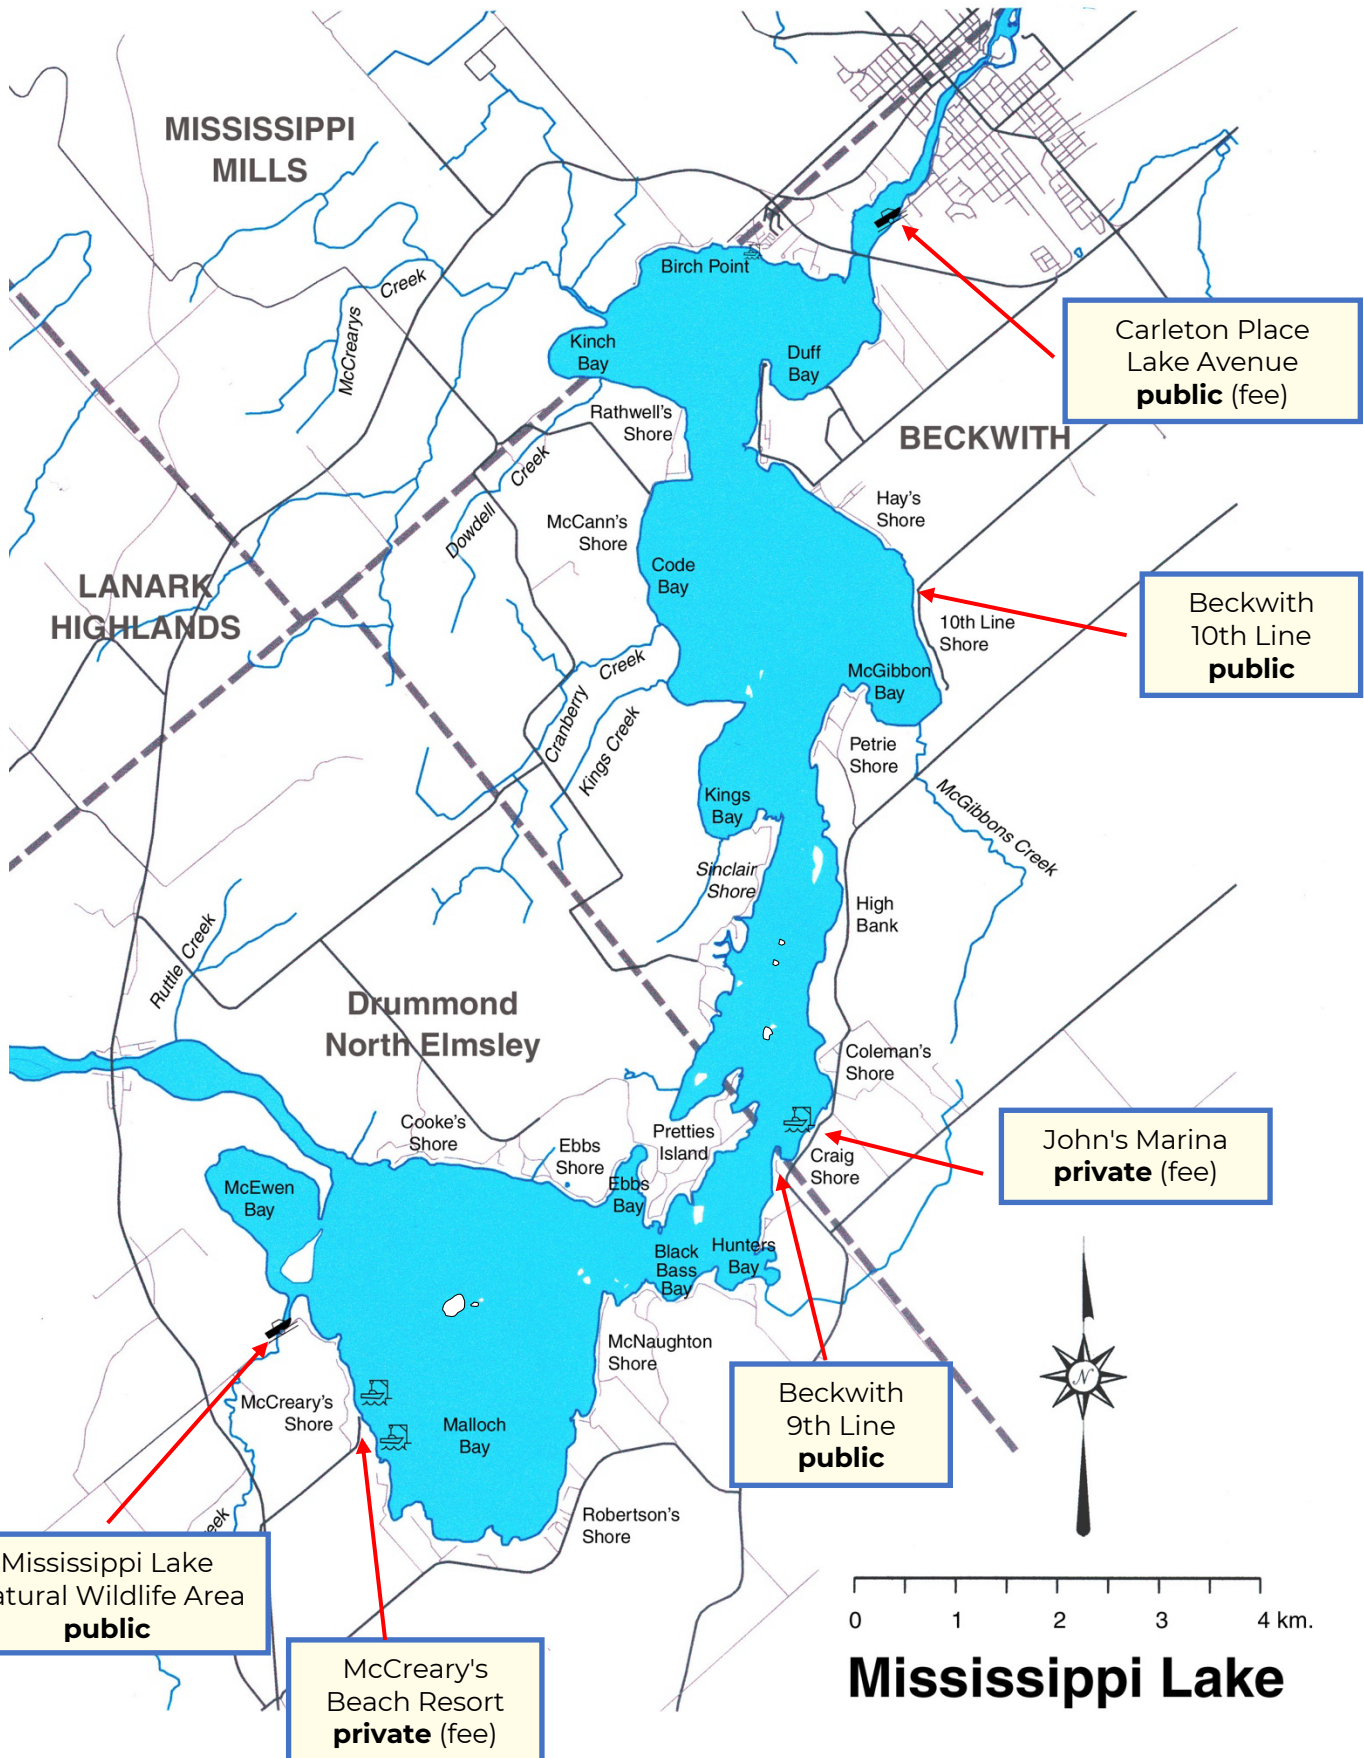 MISSISSIPPI
MILLS
Birch Point
McCrearys Creek
Kinch
Bay
Duff
Bay
Carleton Place
Lake Avenue
public (fee)
Rathwell's
Shore
BECKWITH
Dowdell Creek
Hay's
Shore
McCann's
Shore
Code
Bay
LANARK
HIGHLANDS
Beckwith
10th Line
public
10th Line
Shore
McGibbon
Bay
Cranberry Creek
Kings Creek
Petrie
Shore
Kings
Bay
McGibbons Creek
Sinclair
Shore
High
Bank
Ruttle Creek
Drummond
North Elmsley
Coleman's
Shore
Cooke's
Shore
Ebbs
Shore
Pretties
Island
John's Marina
private (fee)
Craig
Shore
McEwen
Bay
Ebbs
Bay
Black
Bass
Bay
Hunters
Bay
McNaughton
Shore
N
McCreary's
Shore
Malloch
Bay
Beckwith
9th Line
public
Robertson's
Shore
eek
Mississippi Lake
atural Wildlife Area
public
0 1 2 3 4 km.
McCreary's
Beach Resort
private (fee)
Mississippi Lake